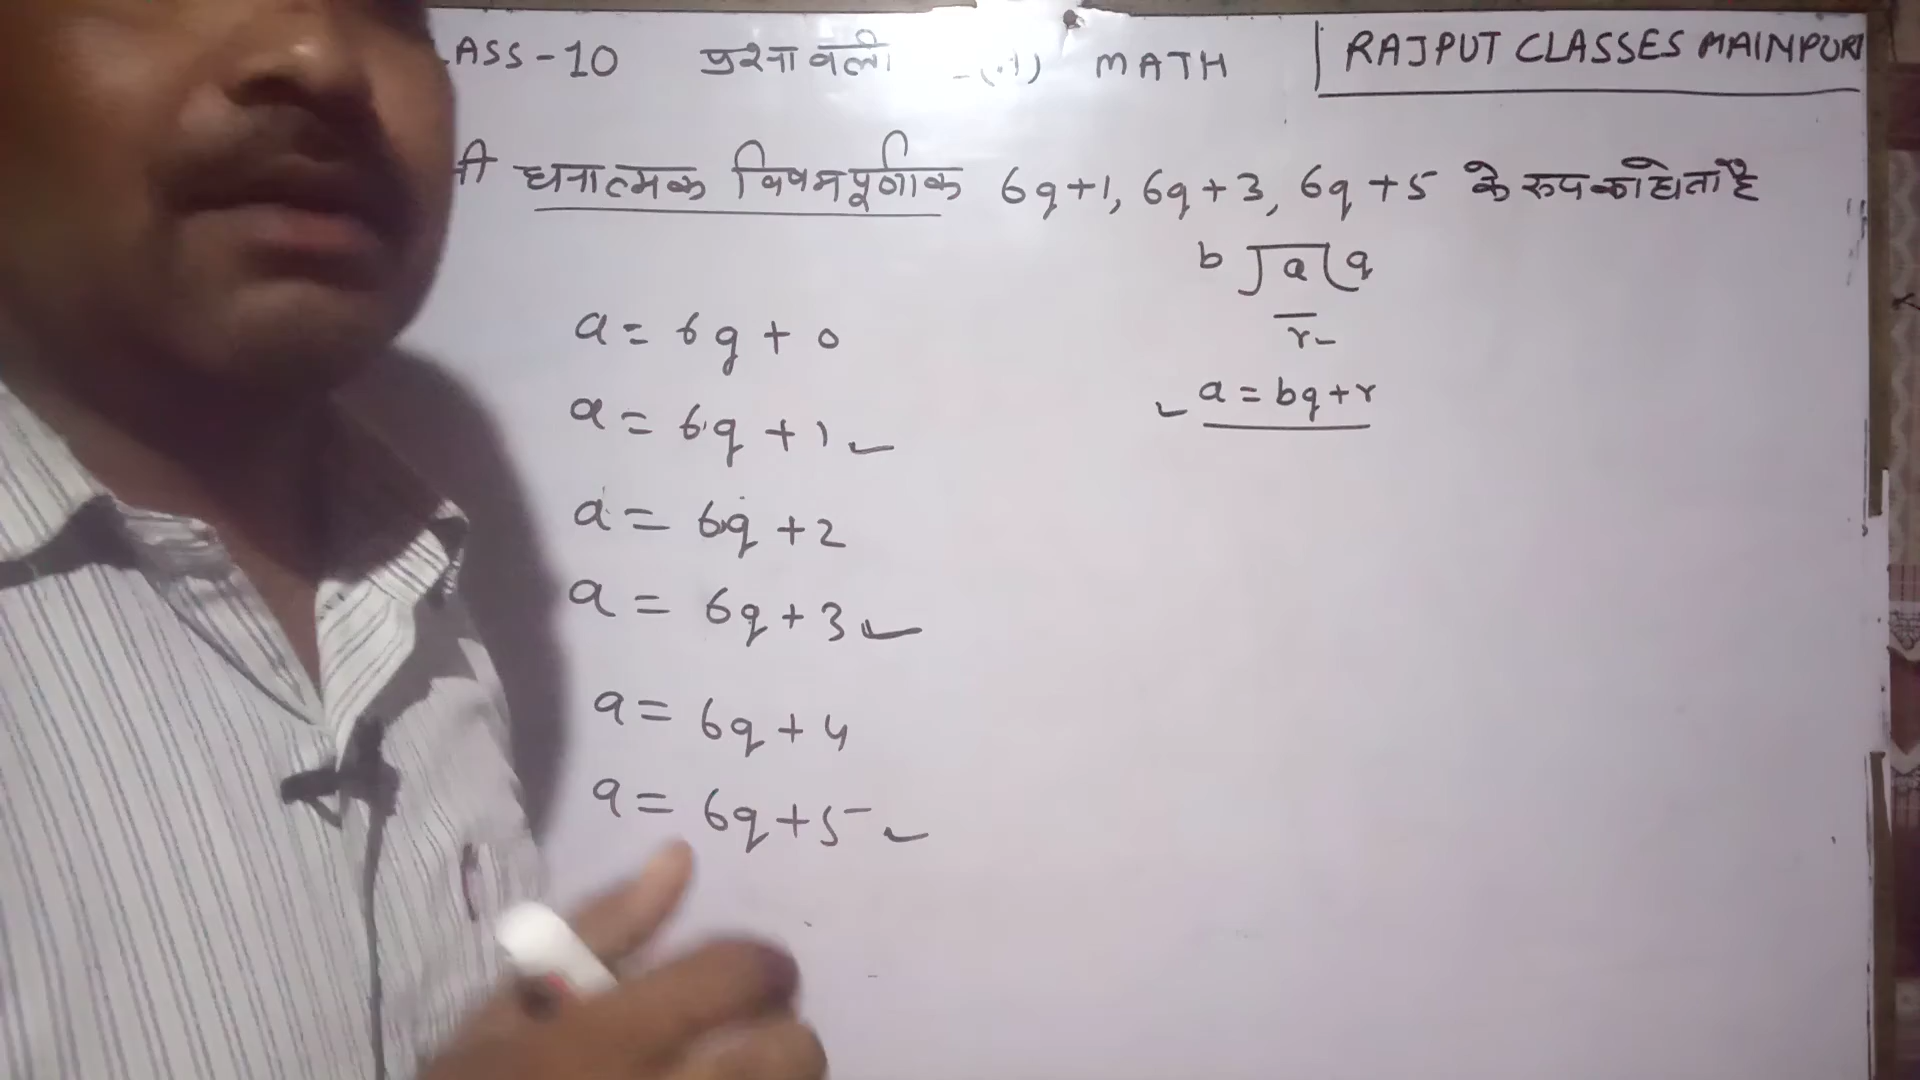 ASS-10 प्रश्नावली MATH
RAJPUT CLASSES MAINPURI
धनात्मक विषमपूर्णांक 6q+1, 6q+3, 6q+5 के रूप का होता है
b a q
r
a = bq+r
a = 6q + 0
a = 6q + 1
a = 6q + 2
a = 6q + 3
a = 6q + 4
a = 6q + 5